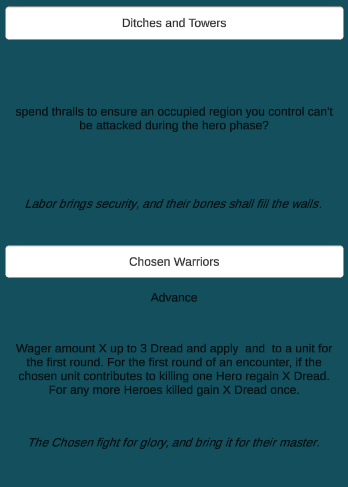 Ditches and Towers
spend thralls to ensure an occupied region you control can't
be attacked during the hero phase?
Labor brings security, and their bones shall fill the walls.
Chosen Warriors
Advance
Wager amount X up to 3 Dread and apply  and  to a unit for
the first round. For the first round of an encounter, if the
chosen unit contributes to killing one Hero regain X Dread.
For any more Heroes killed gain X Dread once.
The Chosen fight for glory, and bring it for their master.